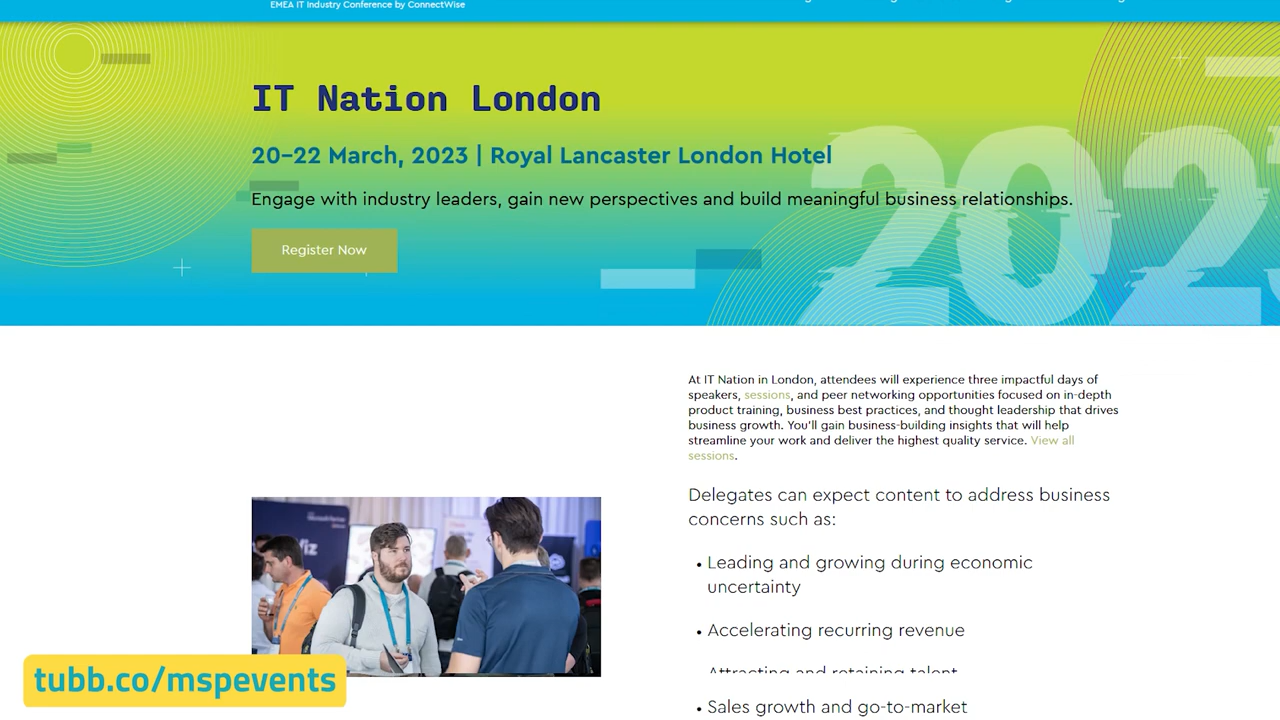 EMEA IT Industry Conference by ConnectWise
IT Nation London
20–22 March, 2023 | Royal Lancaster London Hotel
Engage with industry leaders, gain new perspectives and build meaningful business relationships.
Register Now
202
At IT Nation in London, attendees will experience three impactful days of
speakers, sessions, and peer networking opportunities focused on in-depth
product training, business best practices, and thought leadership that drives
business growth. You'll gain business-building insights that will help
streamline your work and deliver the highest quality service. View all
sessions.
Delegates can expect content to address business
concerns such as:
• Leading and growing during economic
uncertainty
• Accelerating recurring revenue
Attracting and retaining talent
• Sales growth and go-to-market
tubb.co/mspevents